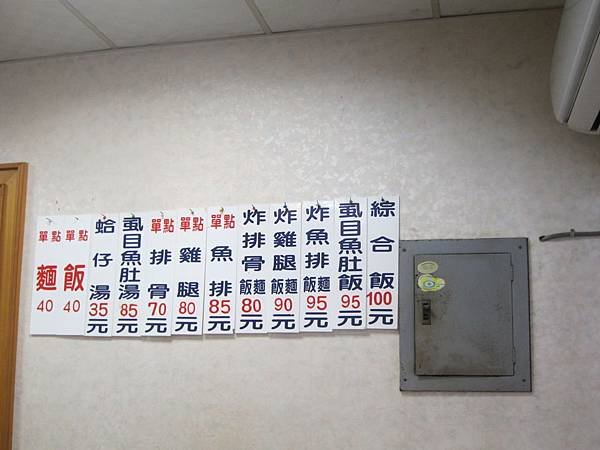 綜合飯100元
虱目魚肚飯95元
炸魚排飯麵95元
炸雞腿飯麵90元
炸排骨飯麵80元
單點魚排85元
單點雞腿80元
單點排骨70元
虱目魚肚湯85元
蛤仔湯35元
單點飯40
單點麵40